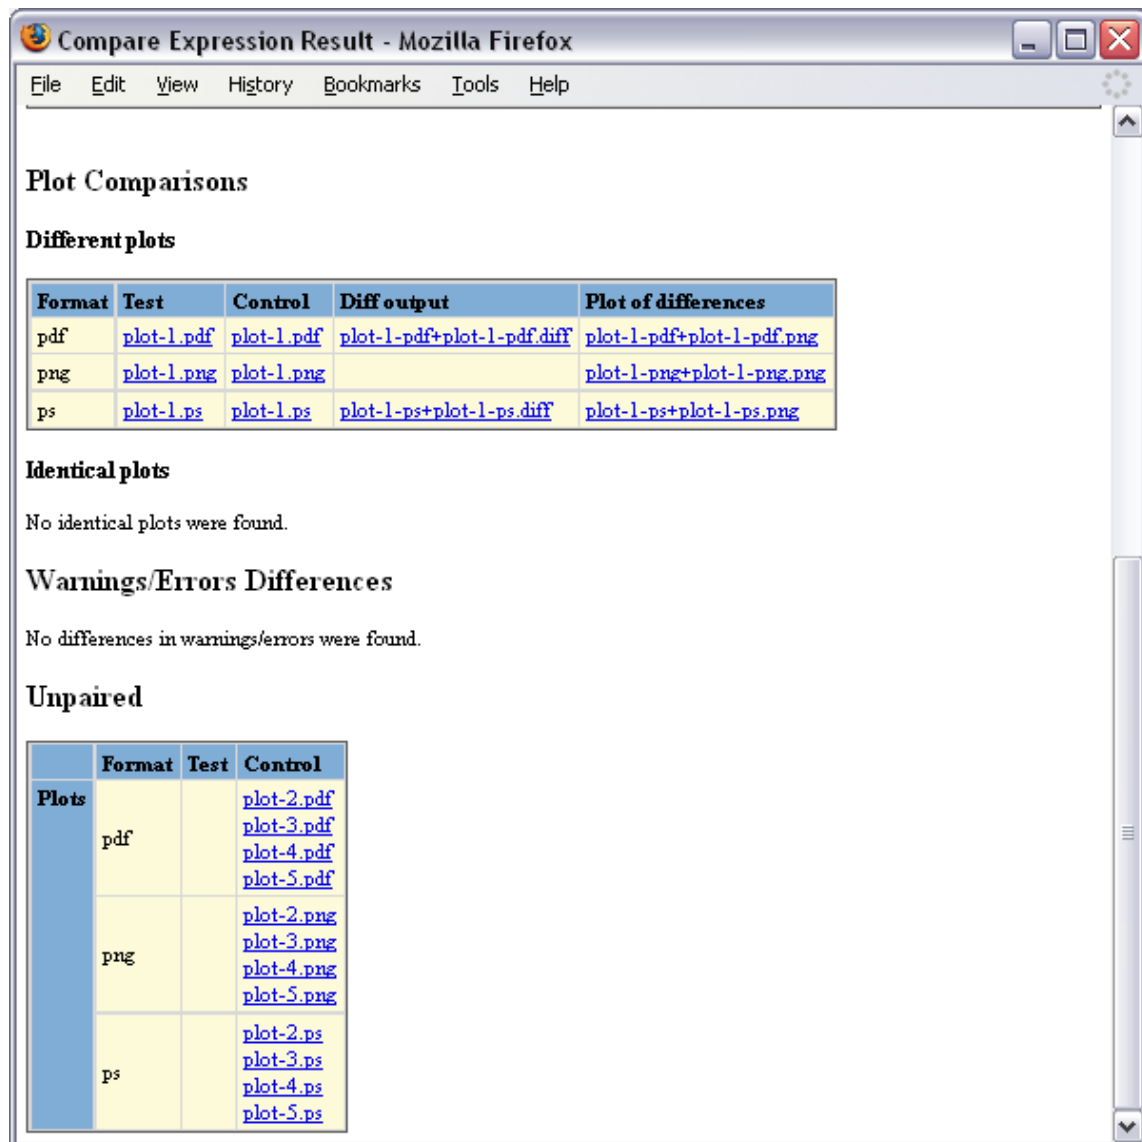 Compare Expression Result - Mozilla Firefox
File Edit View History Bookmarks Tools Help
Plot Comparisons
Different plots
Format Test Control Diff output Plot of differences
pdf plot-1.pdf plot-1.pdf plot-1-pdf+plot-1-pdf.diff plot-1-pdf+plot-1-pdf.png
png plot-1.png plot-1.png plot-1-png+plot-1-png.png
ps plot-1.ps plot-1.ps plot-1-ps+plot-1-ps.diff plot-1-ps+plot-1-ps.png
Identical plots
No identical plots were found.
Warnings/Errors Differences
No differences in warnings/errors were found.
Unpaired
Format Test Control
Plots
pdf
plot-2.pdf
plot-3.pdf
plot-4.pdf
plot-5.pdf
png
plot-2.png
plot-3.png
plot-4.png
plot-5.png
ps
plot-2.ps
plot-3.ps
plot-4.ps
plot-5.ps